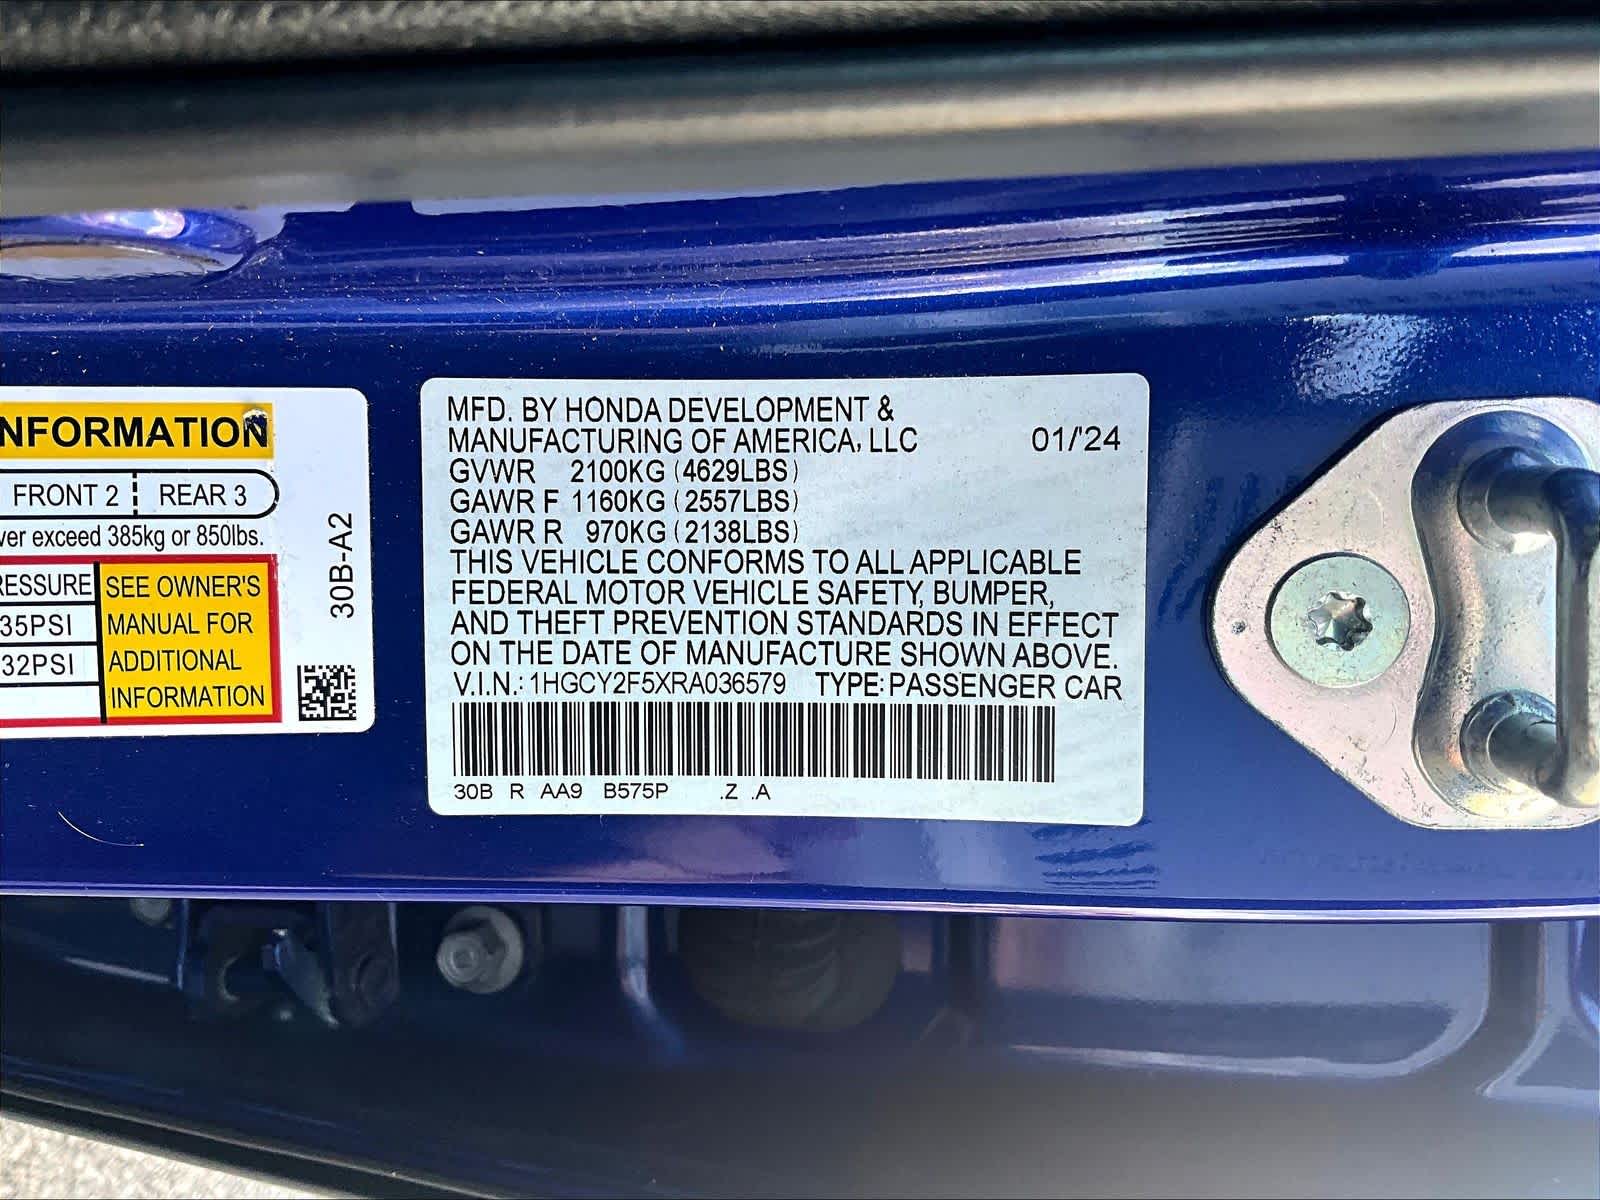 NFORMATION
FRONT 2 REAR 3
ver exceed 385kg or 850lbs.
RESSURE
35PSI
32PSI
SEE OWNER'S
MANUAL FOR
ADDITIONAL
INFORMATION
30B-A2
MFD. BY HONDA DEVELOPMENT &
MANUFACTURING OF AMERICA, LLC 01/'24
GVWR 2100KG (4629LBS)
GAWR F 1160KG (2557LBS)
GAWR R 970KG (2138LBS)
THIS VEHICLE CONFORMS TO ALL APPLICABLE
FEDERAL MOTOR VEHICLE SAFETY, BUMPER,
AND THEFT PREVENTION STANDARDS IN EFFECT
ON THE DATE OF MANUFACTURE SHOWN ABOVE.
V.I.N.: 1HGCY2F5XRA036579 TYPE: PASSENGER CAR
30B R AA9 B575P .Z .A